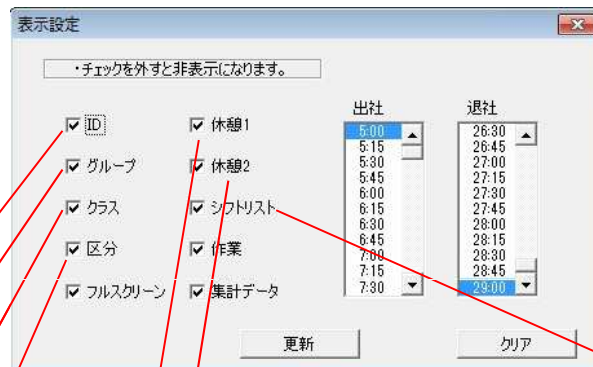 表示設定
・チェックを外すと非表示になります。
ID
休憩1
グループ
休憩2
クラス
シフトリスト
区分
作業
フルスクリーン
集計データ
出社
5:00
5:15
5:30
5:45
6:00
6:15
6:30
6:45
7:00
7:15
7:30
退社
26:30
26:45
27:00
27:15
27:30
27:45
28:00
28:15
28:30
28:45
29:00
更新
クリア